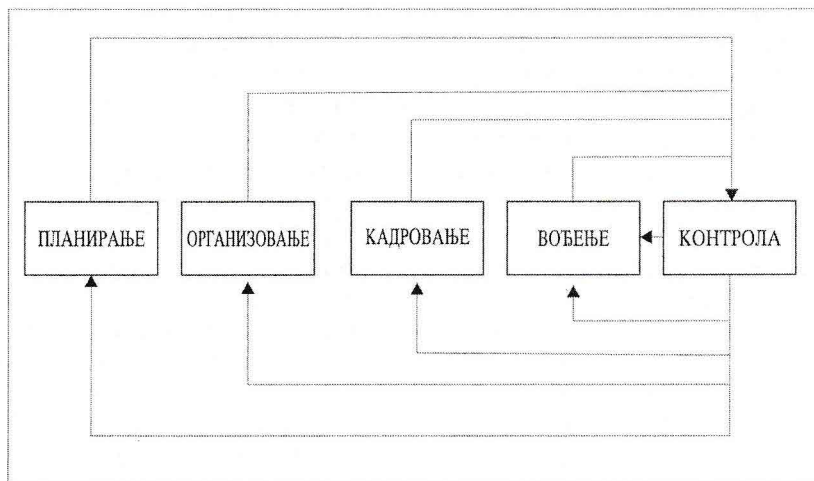 ПЛАНИРАЊЕ
ОРГАНИЗОВАЊЕ
КАДРОВАЊЕ
ВОЂЕЊЕ
КОНТРОЛА